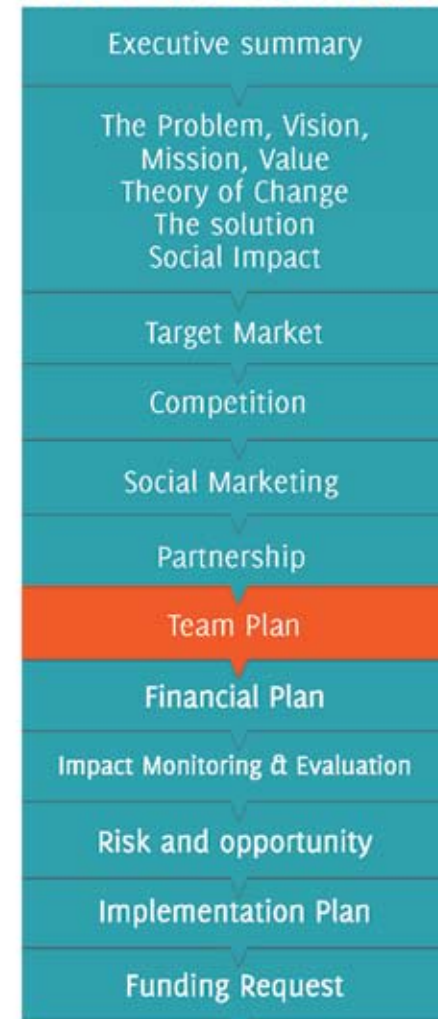 Executive summary
The Problem, Vision,
Mission, Value
Theory of Change
The solution
Social Impact
Target Market
Competition
Social Marketing
Partnership
Team Plan
Financial Plan
Impact Monitoring & Evaluation
Risk and opportunity
Implementation Plan
Funding Request